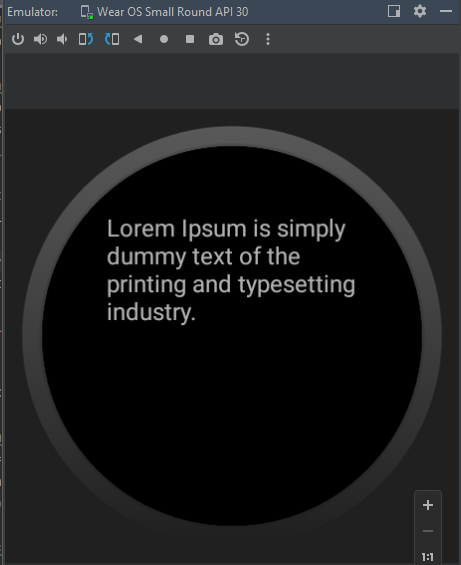 Emulator: Wear OS Small Round API 30
Lorem Ipsum is simply
dummy text of the
printing and typesetting
industry.
1:1